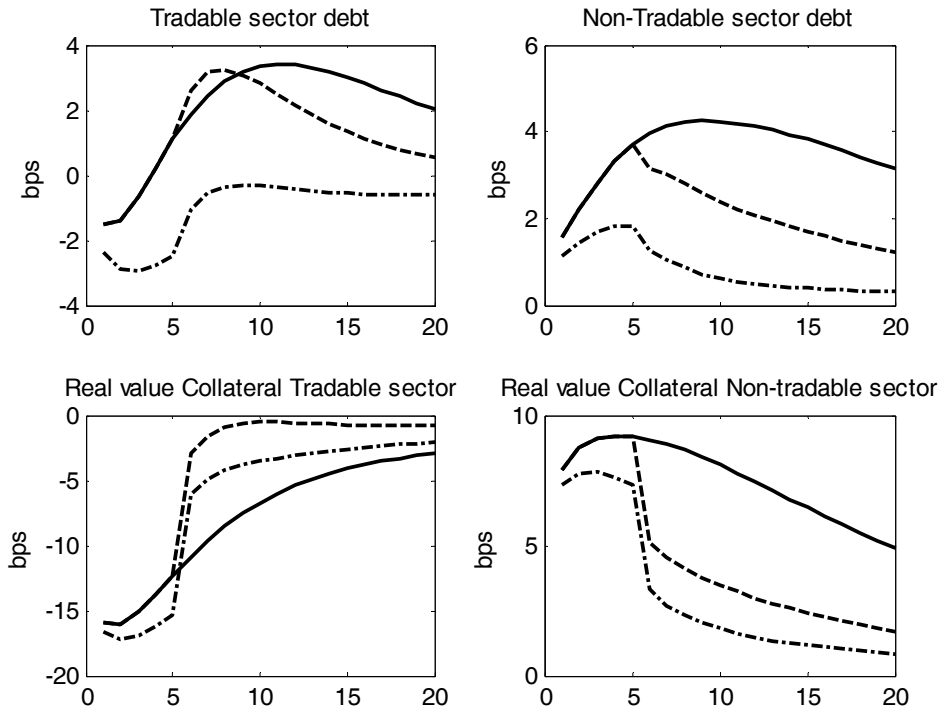 Tradable sector debt
Non-Tradable sector debt
4
2
0
-2
-4
bps
0 5 10 15 20
6
4
2
0
bps
0 5 10 15 20
Real value Collateral Tradable sector
Real value Collateral Non-tradable sector
0
-5
-10
-15
-20
bps
0 5 10 15 20
10
5
0
bps
0 5 10 15 20